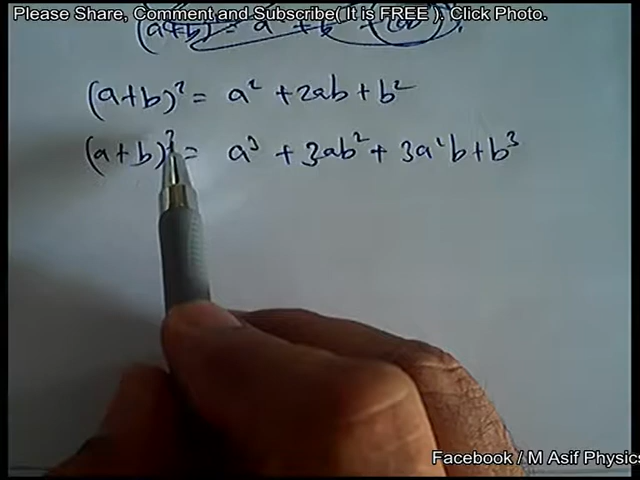 Please Share, Comment and Subscribe( It is FREE ). Click Photo.
(a+b)² = a² + 2ab + b²
(a+b)³ = a³ + 3ab² + 3a²b + b³
Facebook / M Asif Physics